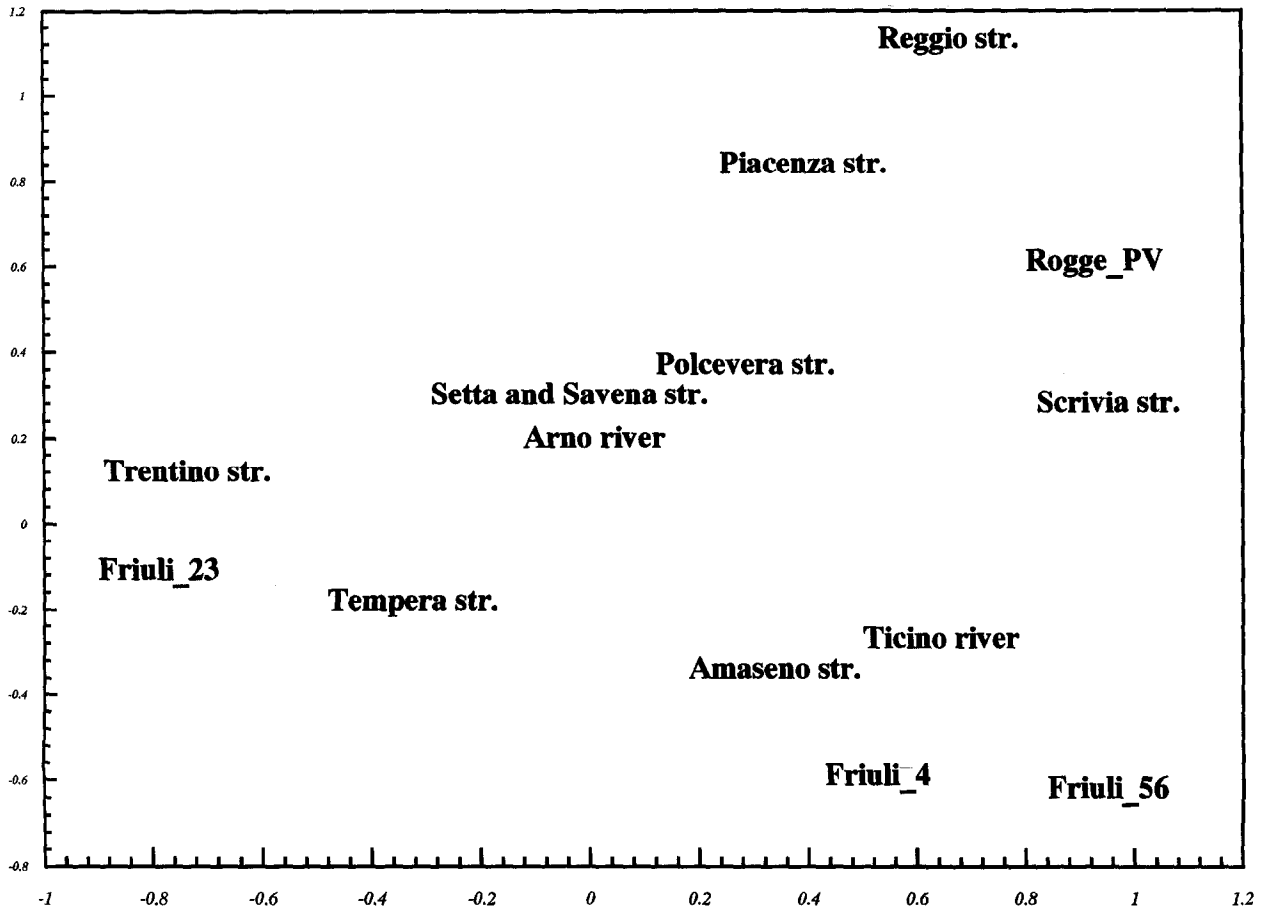 1.2
Reggio str.
1
Piacenza str.
0.8
Rogge_PV
0.6
0.4
Polcevera str.
Setta and Savena str.
Scrivia str.
Arno river
0.2
Trentino str.
0
Friuli_23
Tempera str.
-0.2
Ticino river
Amaseno str.
-0.4
Friuli_4
-0.6
Friuli_56
-0.8
-1 -0.8 -0.6 -0.4 -0.2 0 0.2 0.4 0.6 0.8 1 1.2